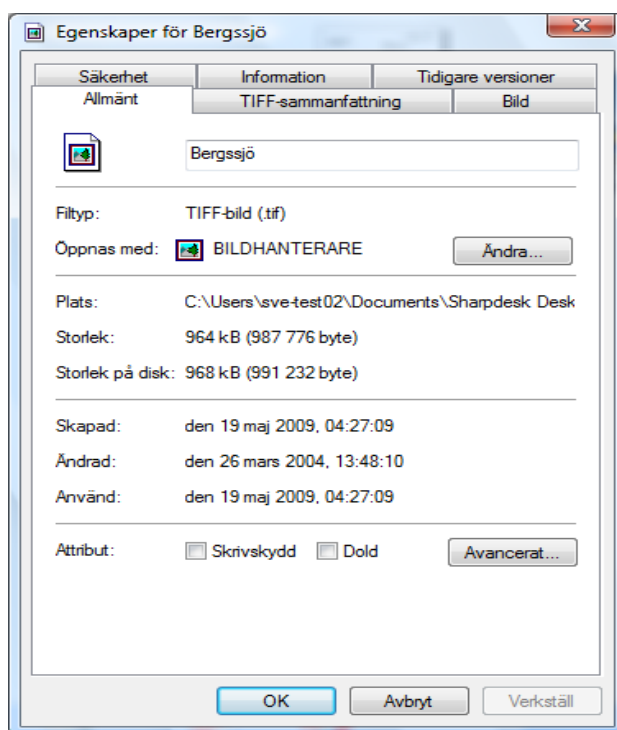 Egenskaper för Bergssjö
Säkerhet Information Tidigare versioner
Allmänt TIFF-sammanfattning Bild
Bergssjö
Filtyp: TIFF-bild (.tif)
Öppnas med: BILDHANTERARE Ändra...
Plats: C:\Users\sve-test02\Documents\Sharpdesk Desk
Storlek: 964 kB (987 776 byte)
Storlek på disk: 968 kB (991 232 byte)
Skapad: den 19 maj 2009, 04:27:09
Ändrad: den 26 mars 2004, 13:48:10
Använd: den 19 maj 2009, 04:27:09
Attribut: Skrivskydd Dold Avancerat...
OK Avbryt Verkställ